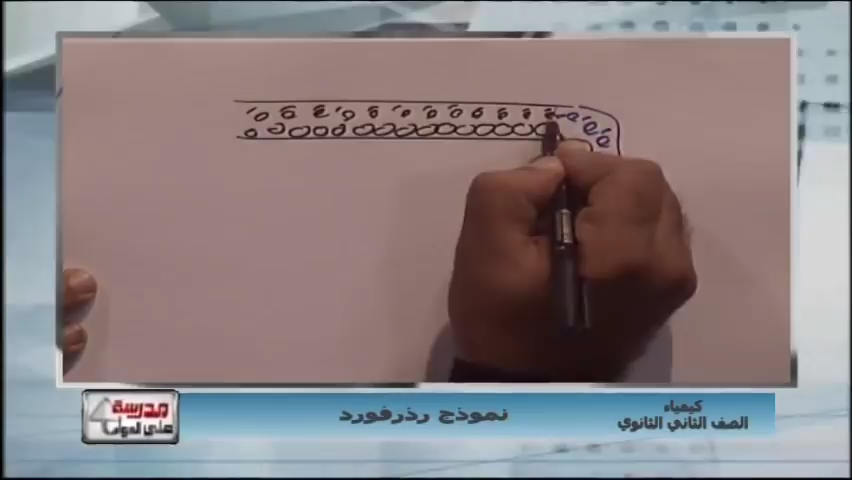 كيمياء
الصف الثاني الثانوي
نموذج رذرفورد
مدرسة
على الهواء